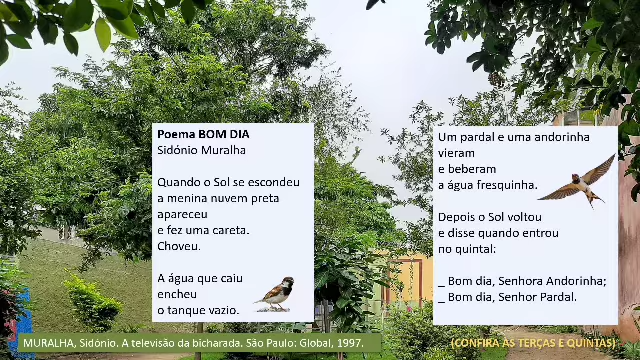 Poema BOM DIA
Sidónio Muralha
Quando o Sol se escondeu
a menina nuvem preta
apareceu
e fez uma careta.
Choveu.
A água que caiu
encheu
o tanque vazio.
Um pardal e uma andorinha
vieram
e beberam
a água fresquinha.
Depois o Sol voltou
e disse quando entrou
no quintal:
_ Bom dia, Senhora Andorinha;
_ Bom dia, Senhor Pardal.
MURALHA, Sidônio. A televisão da bicharada. São Paulo: Global, 1997.
(CONFIRA ÀS TERÇAS E QUINTAS)